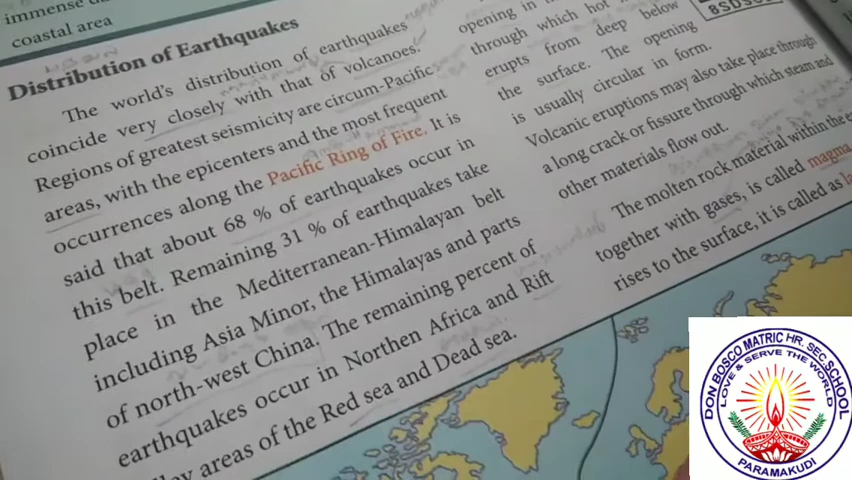 immense
coastal area
Distribution of Earthquakes
The world's distribution of earthquakes
coincide very closely with that of volcanoes.
Regions of greatest seismicity are circum-Pacific
areas, with the epicenters and the most frequent
occurrences along the Pacific Ring of Fire. It is
said that about 68 % of earthquakes occur in
this belt. Remaining 31 % of earthquakes take
place in the Mediterranean-Himalayan belt
including Asia Minor, the Himalayas and parts
of north-west China. The remaining percent of
earthquakes occur in Northen Africa and Rift
areas of the Red sea and Dead sea.
opening in
through which hot
erupts from deep below
the surface. The opening
is usually circular in form.
Volcanic eruptions may also take place through
a long crack or fissure through which steam and
other materials flow out.
The molten rock material within the
together with gases, is called magma
rises to the surface, it is called as
DON BOSCO MATRIC HR. SEC. SCHOOL
LOVE & SERVE THE WORLD
PARAMAKUDI